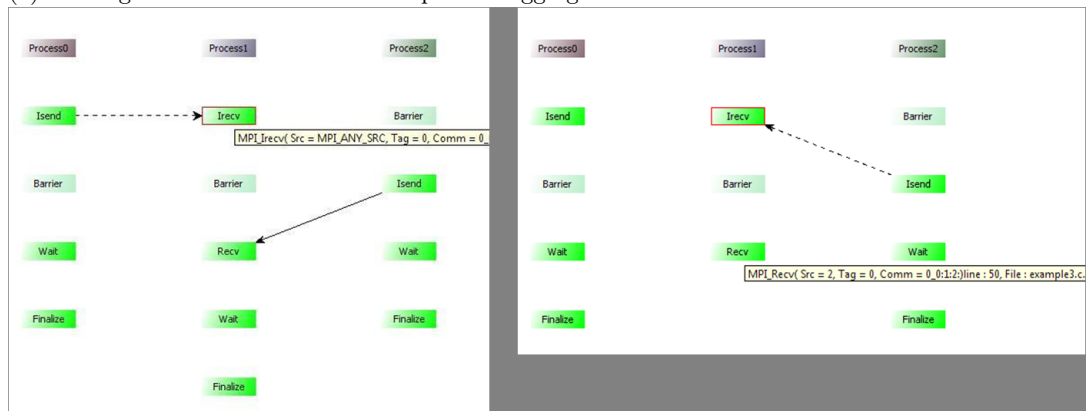 Process0 Process1 Process2
Isend Irecv Barrier
MPI_Irecv( Src = MPI_ANY_SRC, Tag = 0, Comm = 0_
Barrier Barrier Isend
Wait Recv Wait
Finalize Wait Finalize
Finalize
Process0 Process1 Process2
Isend Irecv Barrier
Barrier Barrier Isend
Wait Recv Wait
MPI_Recv( Src = 2, Tag = 0, Comm = 0_0:1:2:)line : 50, File : example3.c.
Finalize Finalize